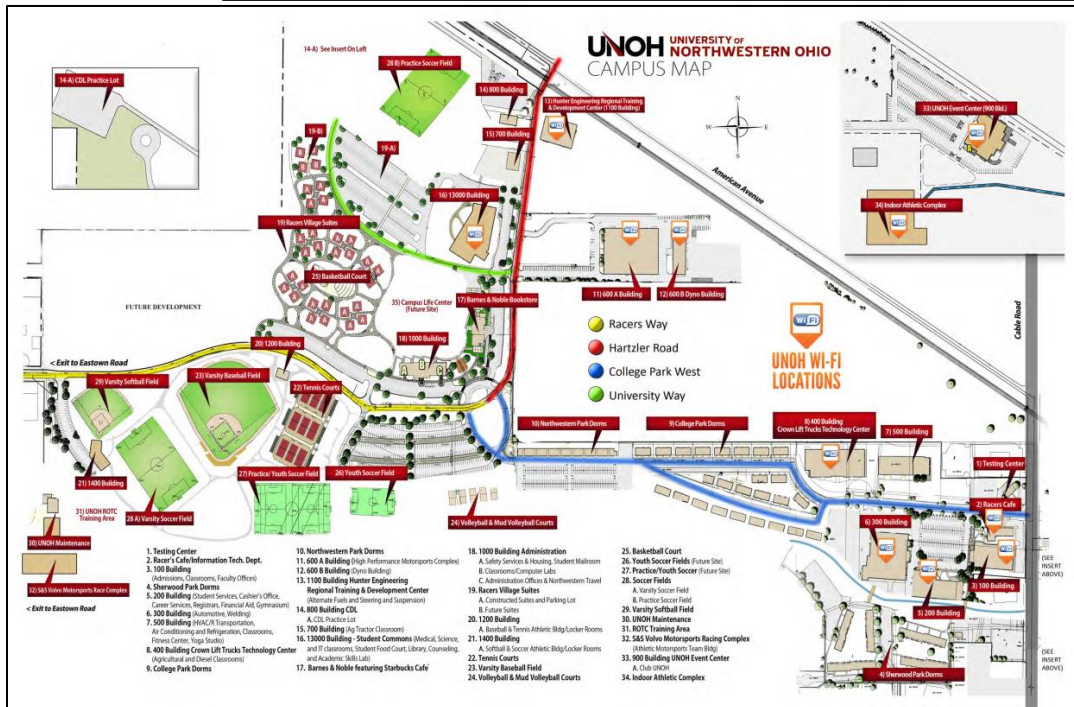 UNOH UNIVERSITY OF
NORTHWESTERN OHIO
CAMPUS MAP
14-A) See Insert On Left
28 B) Practice Soccer Field
14-A) CDL Practice Lot
14) 800 Building
13) Hunter Engineering Regional Training
& Development Center (1100 Building)
WiFi
33) UNOH Event Center (900 Bld.)
WiFi
N
W
E
S
19-B)
19-A)
15) 700 Building
American Avenue
16) 13000 Building
WiFi
34) Indoor Athletic Complex
WiFi
19) Racers Village Suites
25) Basketball Court
WiFi
WiFi
11) 600 A Building
12) 600 B Dyno Building
FUTURE DEVELOPMENT
35) Campus Life Center
(Future Site)
17) Barnes & Noble Bookstore
Cable Road
Racers Way
Hartzler Road
College Park West
University Way
WiFi
UNOH WI-FI
LOCATIONS
18) 1000 Building
A
B
C
20) 1200 Building
< Exit to Eastown Road
29) Varsity Softball Field
23) Varsity Baseball Field
22) Tennis Courts
10) Northwestern Park Dorms
9) College Park Dorms
8) 400 Building
Crown Lift Trucks Technology Center
WiFi
7) 500 Building
1) Testing Center
2) Racers Cafe
WiFi
21) 1400 Building
27) Practice/ Youth Soccer Field
26) Youth Soccer Field
28 A) Varsity Soccer Field
31) UNOH ROTC
Training Area
24) Volleyball & Mud Volleyball Courts
6) 300 Building
WiFi
WiFi
30) UNOH Maintenance
3) 100 Building
5) 200 Building
WiFi
(SEE
INSERT
ABOVE)
32) S&S Volvo Motorsports Race Complex
< Exit to Eastown Road
4) Sherwood Park Dorms
(SEE
INSERT
ABOVE)
1. Testing Center
2. Racer's Cafe/Information Tech. Dept.
3. 100 Building
(Admissions, Classrooms, Faculty Offices)
4. Sherwood Park Dorms
5. 200 Building (Student Services, Cashier's Office,
Career Services, Registrars, Financial Aid, Gymnasium)
6. 300 Building (Automotive, Welding)
7. 500 Building (HVAC/R Transportation,
Air Conditioning and Refrigeration, Classrooms,
Fitness Center, Yoga Studio)
8. 400 Building Crown Lift Trucks Technology Center
(Agricultural and Diesel Classrooms)
9. College Park Dorms
10. Northwestern Park Dorms
11. 600 A Building (High Performance Motorsports Complex)
12. 600 B Building (Dyno Building)
13. 1100 Building Hunter Engineering
Regional Training & Development Center
(Alternate Fuels and Steering and Suspension)
14. 800 Building CDL
A. CDL Practice Lot
15. 700 Building (Ag Tractor Classroom)
16. 13000 Building - Student Commons (Medical, Science,
and IT classrooms, Student Food Court, Library, Counseling,
and Academic Skills Lab)
17. Barnes & Noble featuring Starbucks Cafe
18. 1000 Building Administration
A. Safety Services & Housing, Student Mailroom
B. Classrooms/Computer Labs
C. Administration Offices & Northwestern Travel
19. Racers Village Suites
A. Constructed Suites and Parking Lot
B. Future Suites
20. 1200 Building
A. Baseball & Tennis Athletic Bldg/Locker Rooms
21. 1400 Building
A. Softball & Soccer Athletic Bldg/Locker Rooms
22. Tennis Courts
23. Varsity Baseball Field
24. Volleyball & Mud Volleyball Courts
25. Basketball Court
26. Youth Soccer Fields (Future Site)
27. Practice/Youth Soccer (Future Site)
28. Soccer Fields
A. Varsity Soccer Field
B. Practice Soccer Field
29. Varsity Softball Field
30. UNOH Maintenance
31. ROTC Training Area
32. S&S Volvo Motorsports Racing Complex
(Athletic Motorsports Team Bldg)
33. 900 Building UNOH Event Center
A. Club UNOH
34. Indoor Athletic Complex